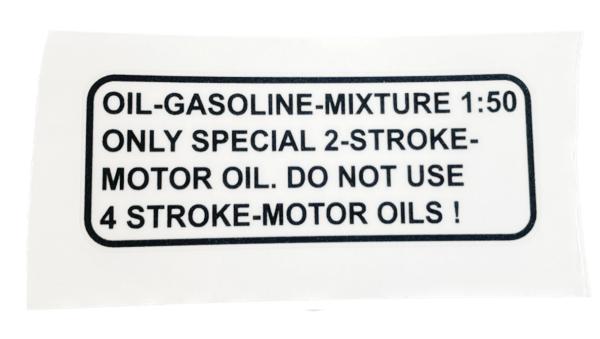 OIL-GASOLINE-MIXTURE 1:50
ONLY SPECIAL 2-STROKE-
MOTOR OIL. DO NOT USE
4 STROKE-MOTOR OILS !